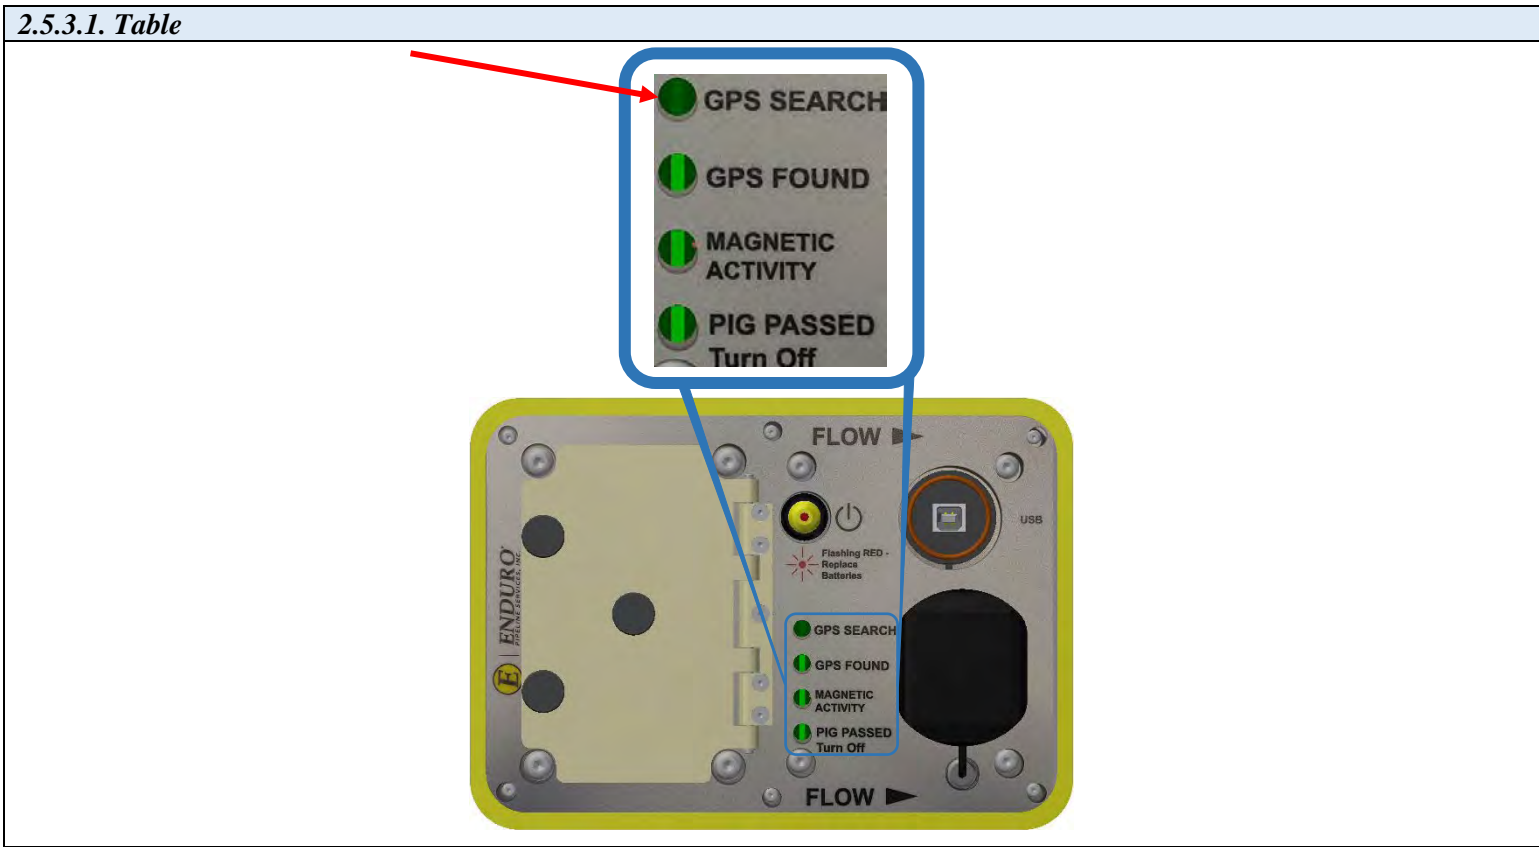 2.5.3.1. Table
GPS SEARCH
GPS FOUND
MAGNETIC
ACTIVITY
PIG PASSED
Turn Off
FLOW
USB
Flashing RED -
Replace
Batteries
E ENDURO
PIPELINE SERVICES, INC.
GPS SEARCH
GPS FOUND
MAGNETIC
ACTIVITY
PIG PASSED
Turn Off
FLOW